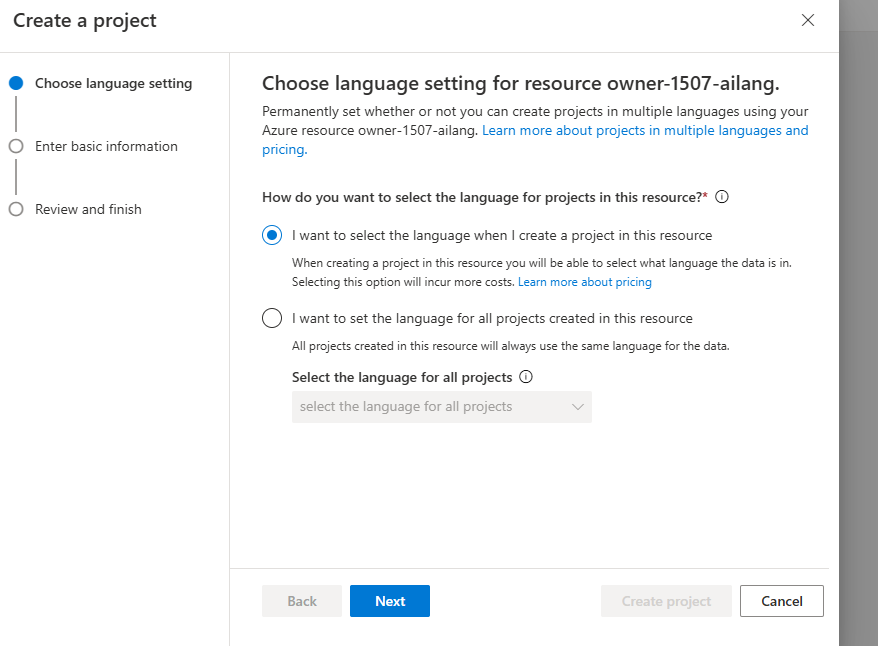 Create a project
Choose language setting
Enter basic information
Review and finish
Choose language setting for resource owner-1507-ailang.
Permanently set whether or not you can create projects in multiple languages using your
Azure resource owner-1507-ailang. Learn more about projects in multiple languages and
pricing.
How do you want to select the language for projects in this resource?*
I want to select the language when I create a project in this resource
When creating a project in this resource you will be able to select what language the data is in.
Selecting this option will incur more costs. Learn more about pricing
I want to set the language for all projects created in this resource
All projects created in this resource will always use the same language for the data.
Select the language for all projects
select the language for all projects
Back Next Create project Cancel